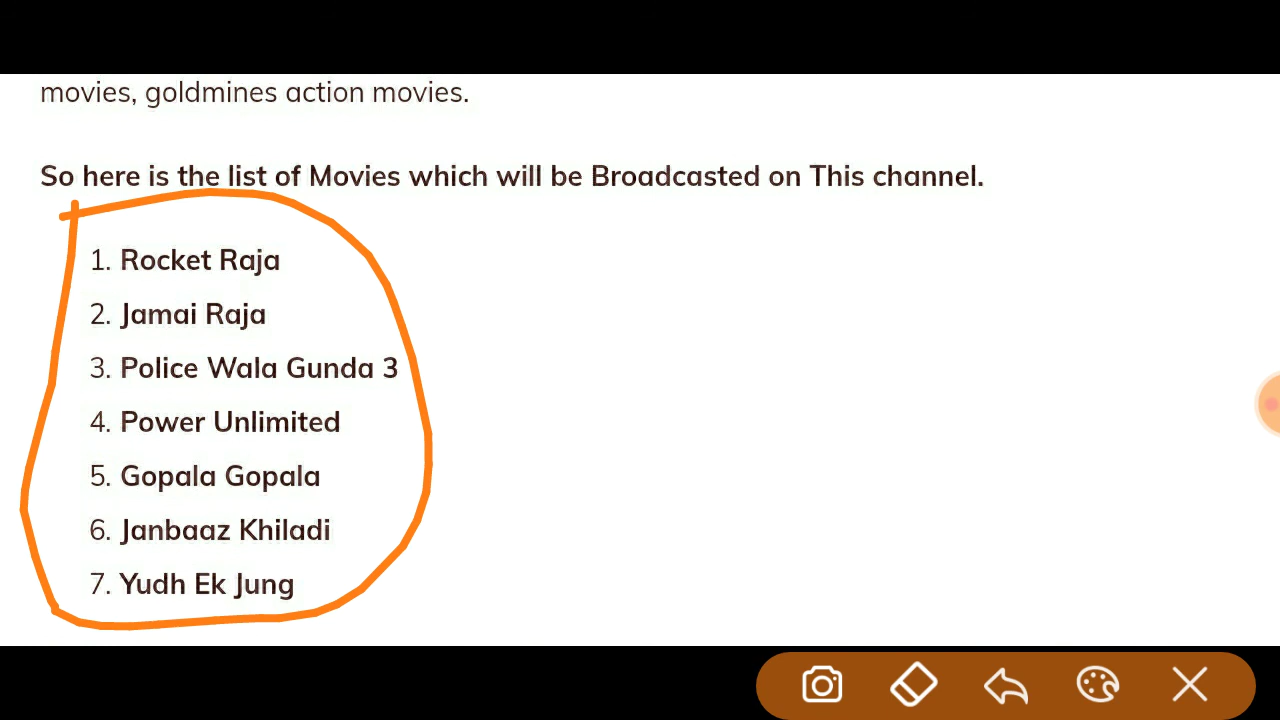 movies, goldmines action movies.
So here is the list of Movies which will be Broadcasted on This channel.
1. Rocket Raja
2. Jamai Raja
3. Police Wala Gunda 3
4. Power Unlimited
5. Gopala Gopala
6. Janbaaz Khiladi
7. Yudh Ek Jung